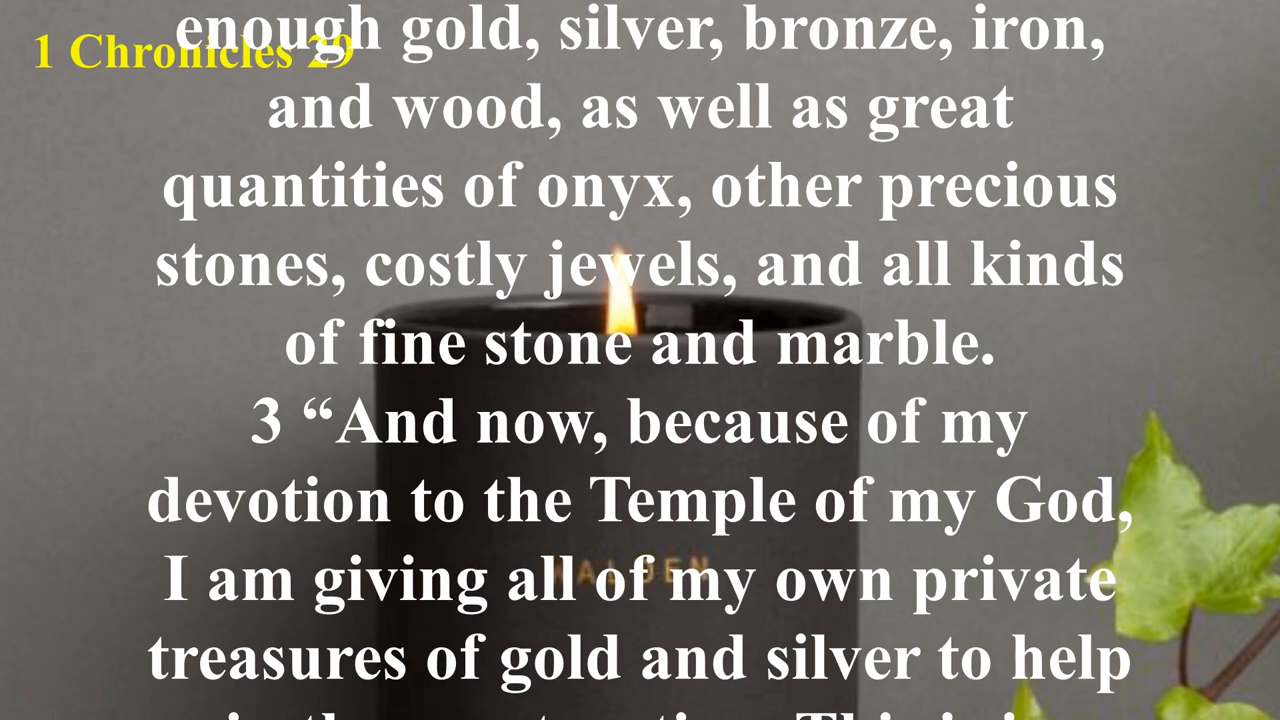 1 Chronicles 29
enough gold, silver, bronze, iron,
and wood, as well as great
quantities of onyx, other precious
stones, costly jewels, and all kinds
of fine stone and marble.
3 “And now, because of my
devotion to the Temple of my God,
I am giving all of my own private
treasures of gold and silver to help